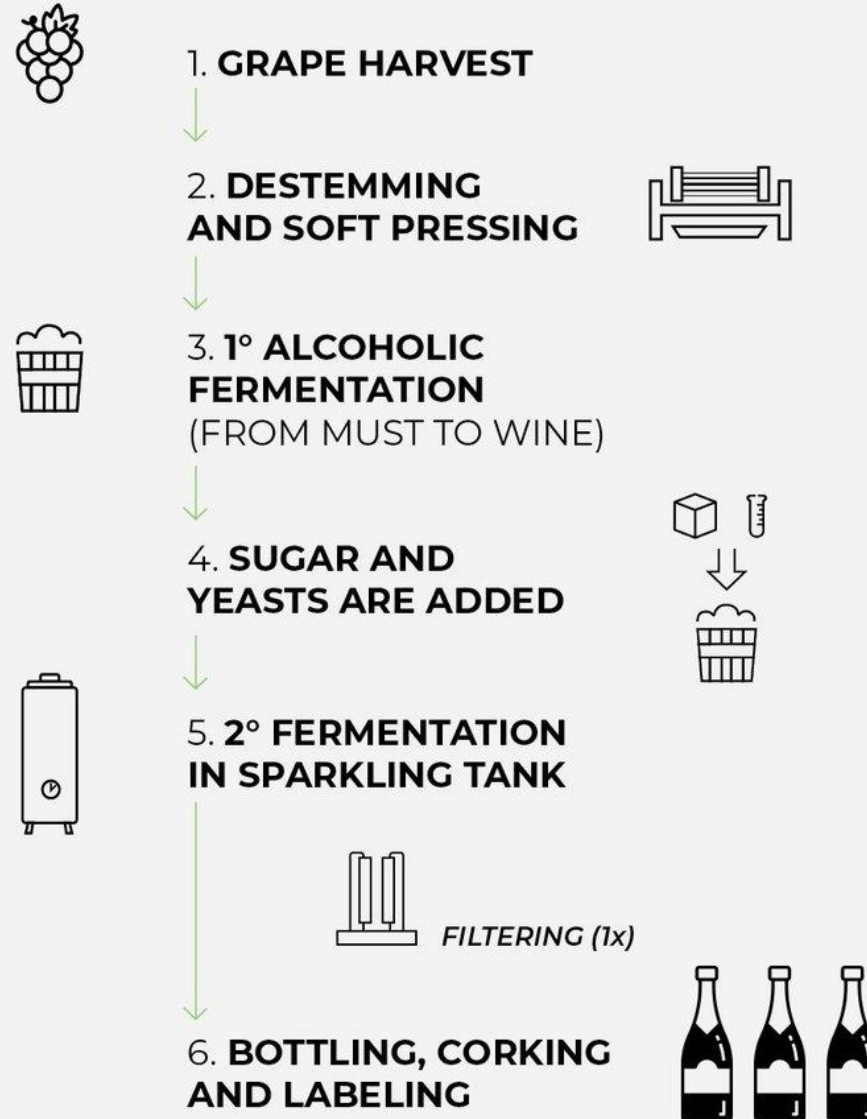 1. GRAPE HARVEST
2. DESTEMMING
AND SOFT PRESSING
3. 1° ALCOHOLIC
FERMENTATION
(FROM MUST TO WINE)
4. SUGAR AND
YEASTS ARE ADDED
5. 2° FERMENTATION
IN SPARKLING TANK
FILTERING (1x)
6. BOTTLING, CORKING
AND LABELING